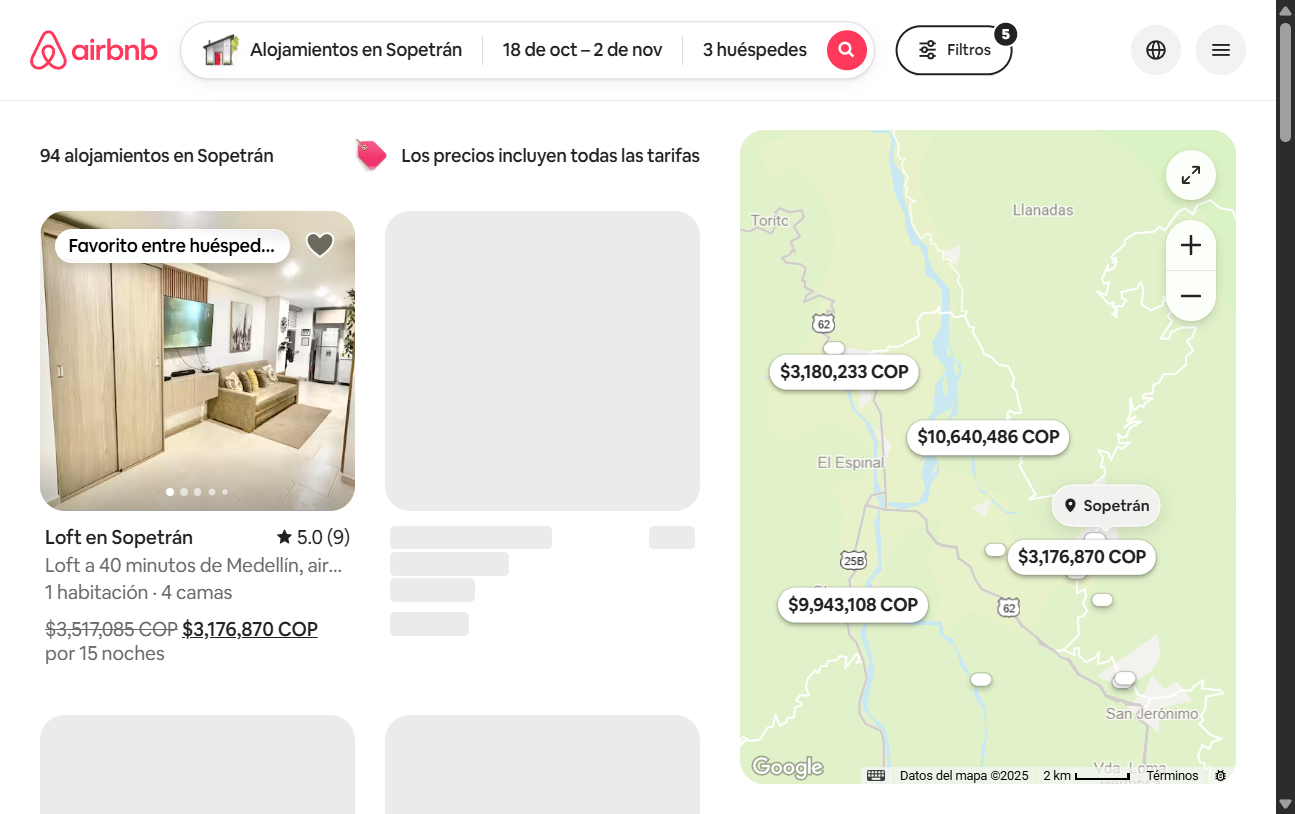 airbnb
Alojamientos en Sopetrán
18 de oct – 2 de nov
3 huéspedes
Filtros
5
94 alojamientos en Sopetrán
Los precios incluyen todas las tarifas
Favorito entre huésped...
Loft en Sopetrán
5.0 (9)
Loft a 40 minutos de Medellín, air...
1 habitación · 4 camas
$3,517,085 COP $3,176,870 COP
por 15 noches
Llanadas
Torito
62
$3,180,233 COP
$10,640,486 COP
El Espinal
Sopetrán
$3,176,870 COP
25B
$9,943,108 COP
62
San Jerónimo
Vda. Loma
Google
Datos del mapa ©2025
2 km
Términos